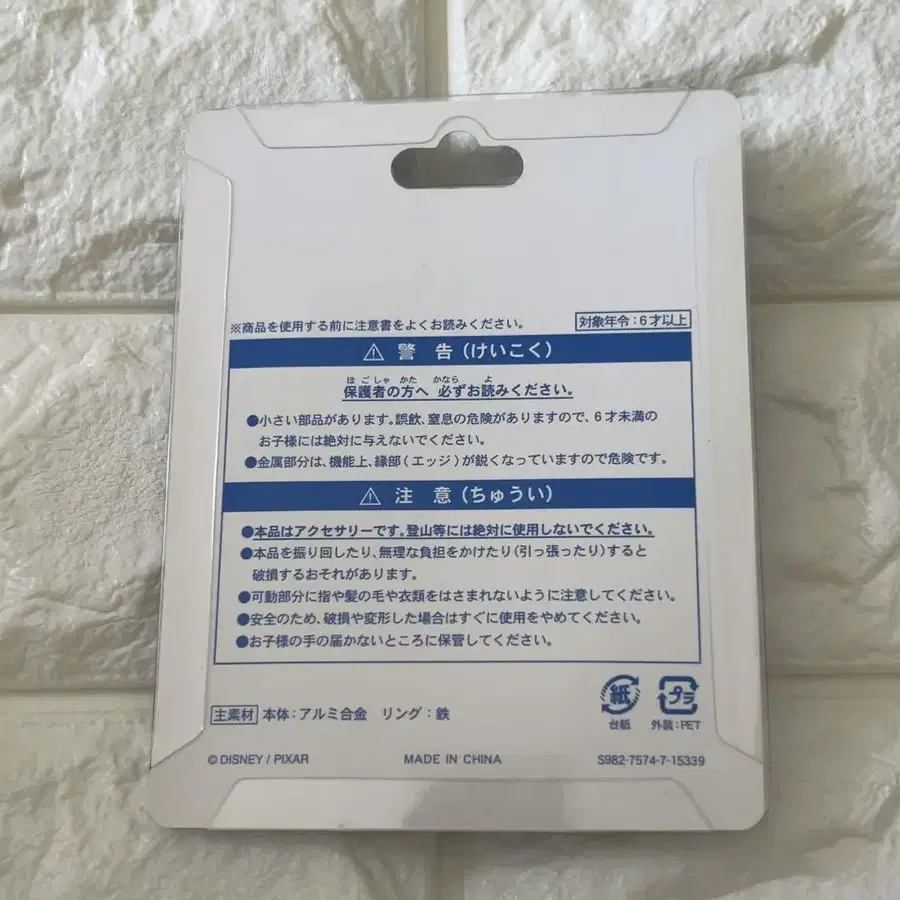 ※商品を使用する前に注意書をよくお読みください。
対象年令:6才以上
⚠ 警 告(けいこく)
ほ ご しゃ かた かなら よ
保護者の方へ 必ずお読みください。
●小さい部品があります。誤飲、窒息の危険がありますので、6才未満の
お子様には絶対に与えないでください。
●金属部分は、機能上、縁部(エッジ)が鋭くなっていますので危険です。
⚠ 注 意(ちゅうい)
●本品はアクセサリーです。登山等には絶対に使用しないでください。
●本品を振り回したり、無理な負担をかけたり(引っ張ったり)すると
破損するおそれがあります。
●可動部分に指や髪の毛や衣類をはさまれないように注意してください。
●安全のため、破損や変形した場合はすぐに使用をやめてください。
●お子様の手の届かないところに保管してください。
主素材 本体:アルミ合金 リング:鉄
紙
台紙
プラ
外装:PET
© DISNEY / PIXAR
MADE IN CHINA
S982-7574-7-15339